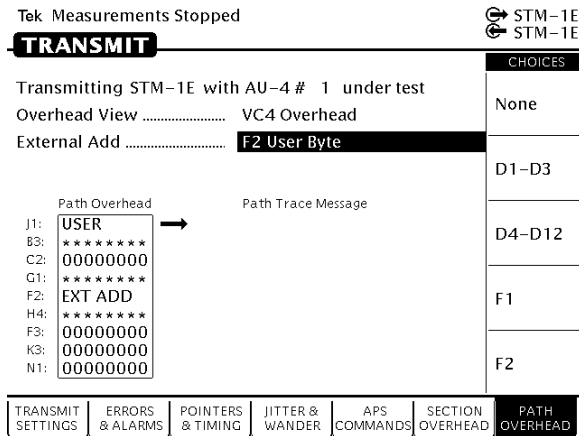 Tek Measurements Stopped
STM-1E
STM-1E
TRANSMIT
CHOICES
Transmitting STM-1E with AU-4 # 1 under test
Overhead View .......................... VC4 Overhead
External Add .............................. F2 User Byte
None
D1-D3
D4-D12
F1
F2
Path Overhead
Path Trace Message
J1: USER
B3: ********
C2: 00000000
G1: ********
F2: EXT ADD
H4: ********
F3: 00000000
K3: 00000000
N1: 00000000
TRANSMIT SETTINGS
ERRORS & ALARMS
POINTERS & TIMING
JITTER & WANDER
APS COMMANDS
SECTION OVERHEAD
PATH OVERHEAD